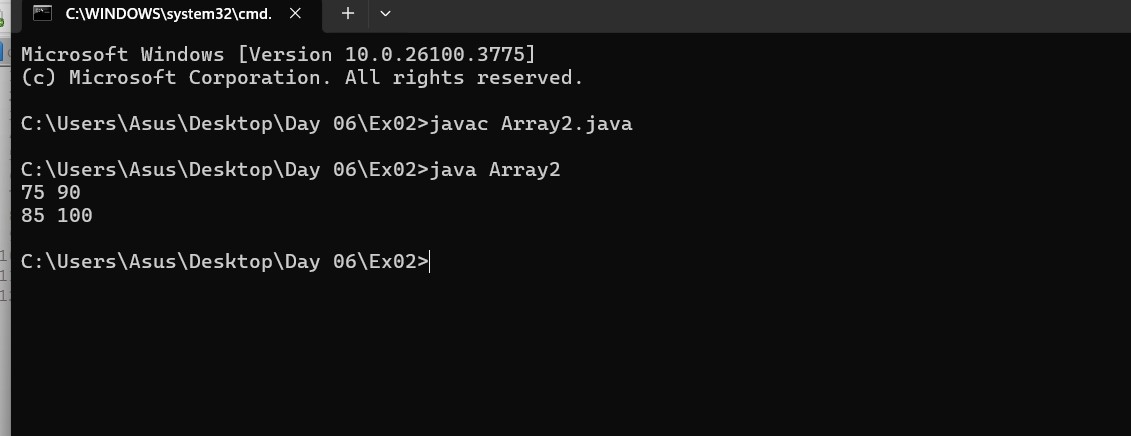 C:\WINDOWS\system32\cmd.
Microsoft Windows [Version 10.0.26100.3775]
(c) Microsoft Corporation. All rights reserved.
C:\Users\Asus\Desktop\Day 06\Ex02>javac Array2.java
C:\Users\Asus\Desktop\Day 06\Ex02>java Array2
75 90
85 100
C:\Users\Asus\Desktop\Day 06\Ex02>